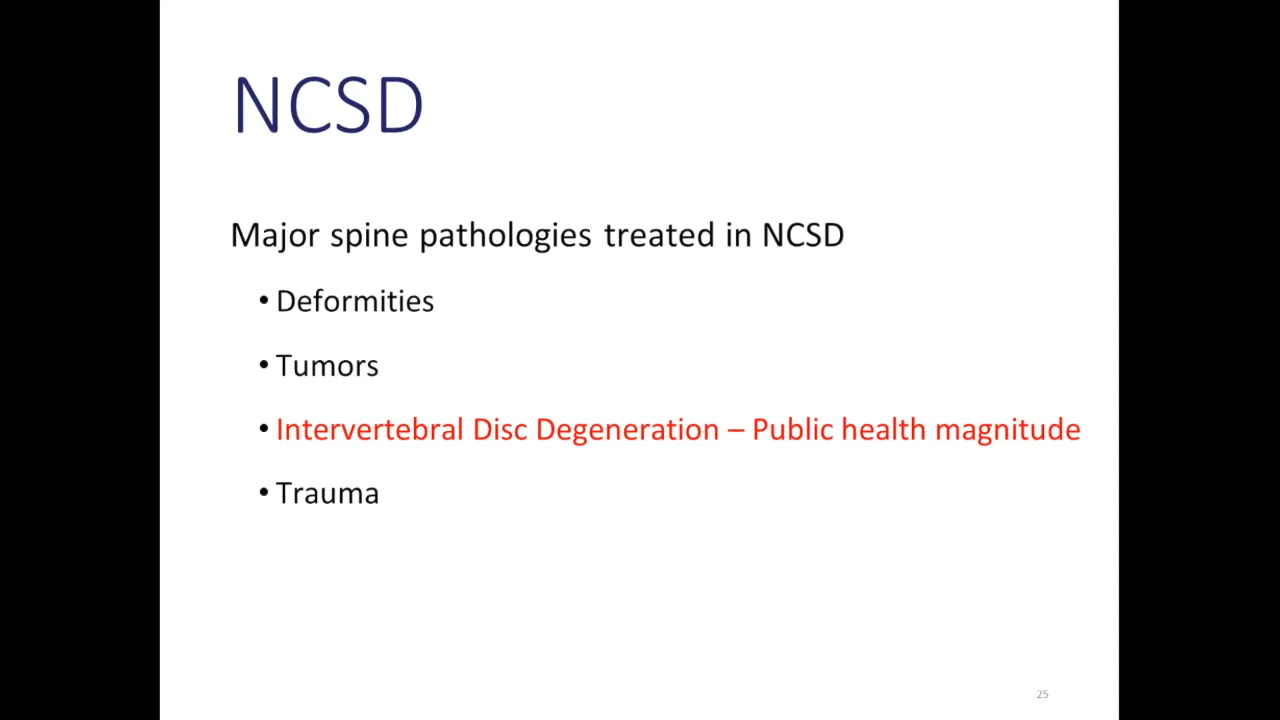 NCSD
Major spine pathologies treated in NCSD
• Deformities
• Tumors
• Intervertebral Disc Degeneration – Public health magnitude
• Trauma
25